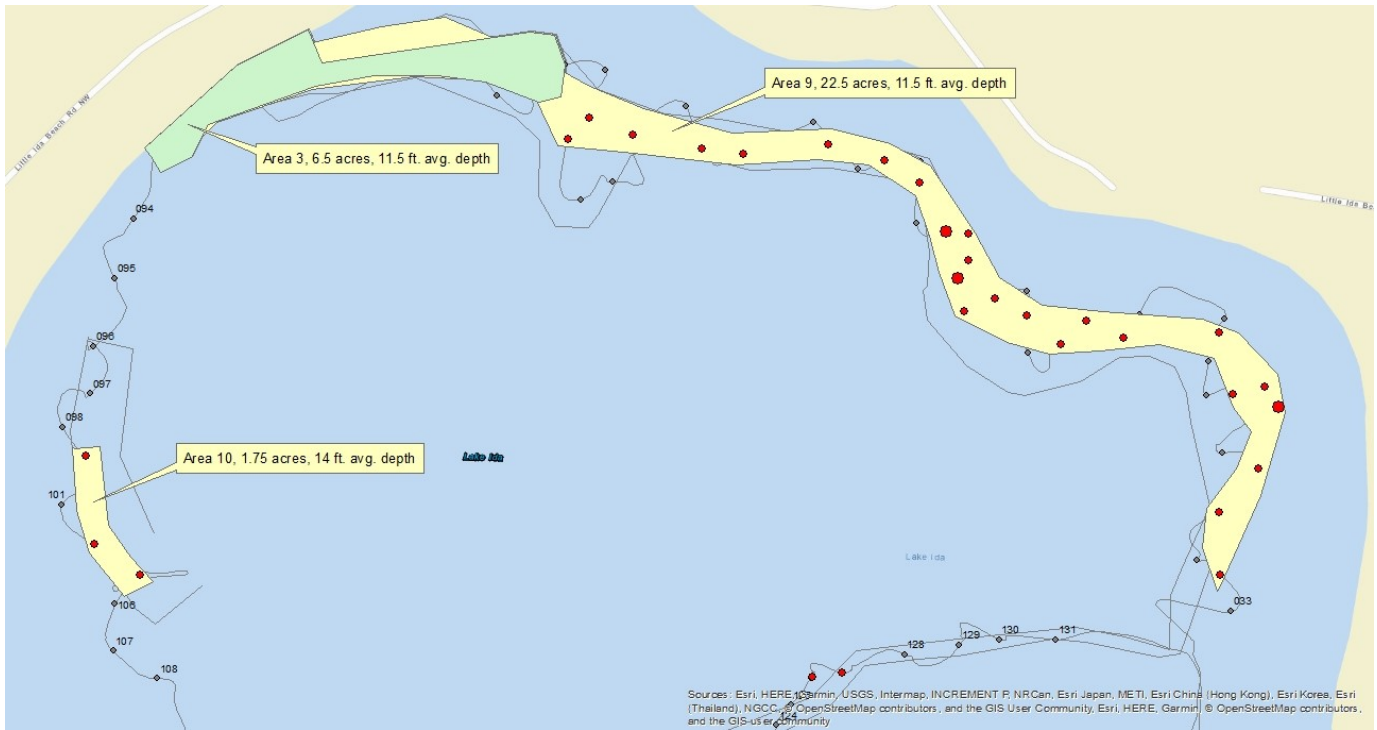 Little Ida Beach Rd NW
Area 9, 22.5 acres, 11.5 ft. avg. depth
Area 3, 6.5 acres, 11.5 ft. avg. depth
Little Ida Bea
094
095
096
097
098
Area 10, 1.75 acres, 14 ft. avg. depth
Lake Ida
101
Lake Ida
106
033
107
108
128
129
130
131
124
Sources: Esri, HERE, Garmin, USGS, Intermap, INCREMENT P, NRCan, Esri Japan, METI, Esri China (Hong Kong), Esri Korea, Esri
(Thailand), NGCC, © OpenStreetMap contributors, and the GIS User Community, Esri, HERE, Garmin, © OpenStreetMap contributors,
and the GIS user community